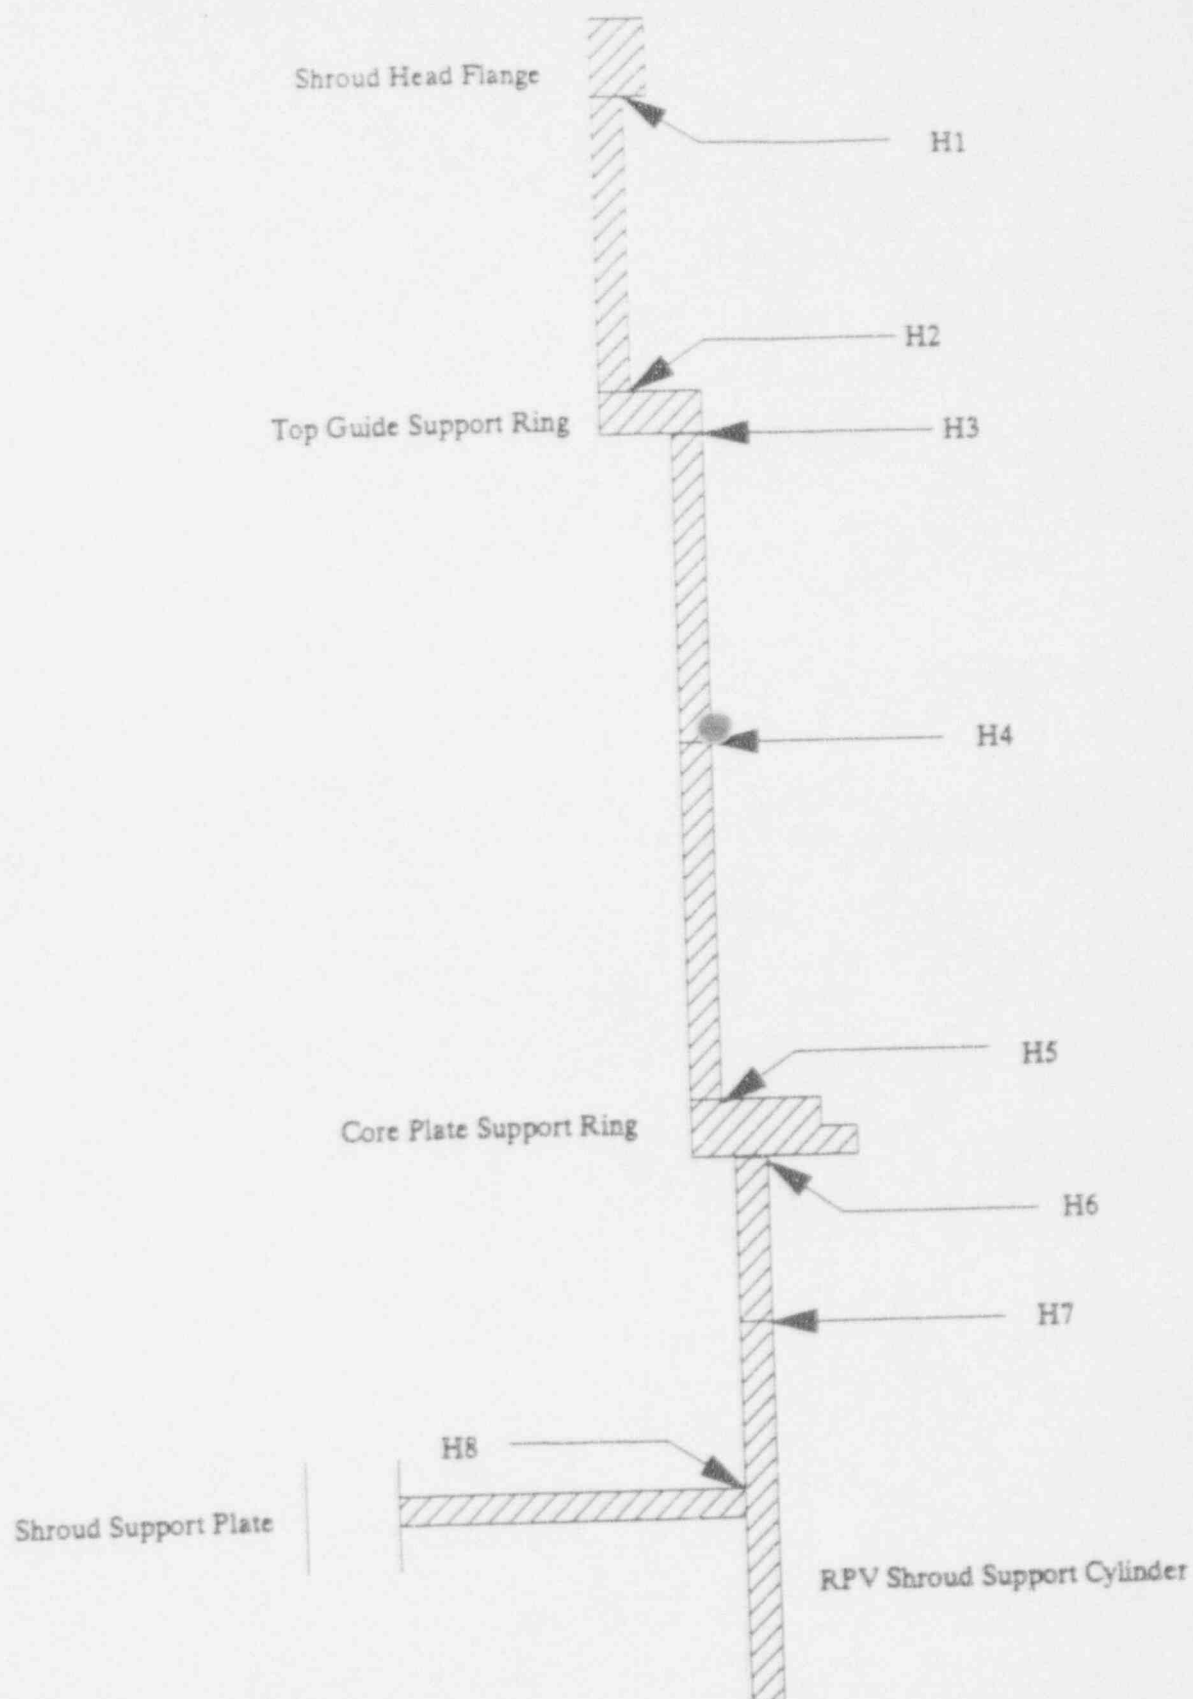 Shroud Head Flange
H1
H2
Top Guide Support Ring
H3
H4
H5
Core Plate Support Ring
H6
H7
H8
Shroud Support Plate
RPV Shroud Support Cylinder